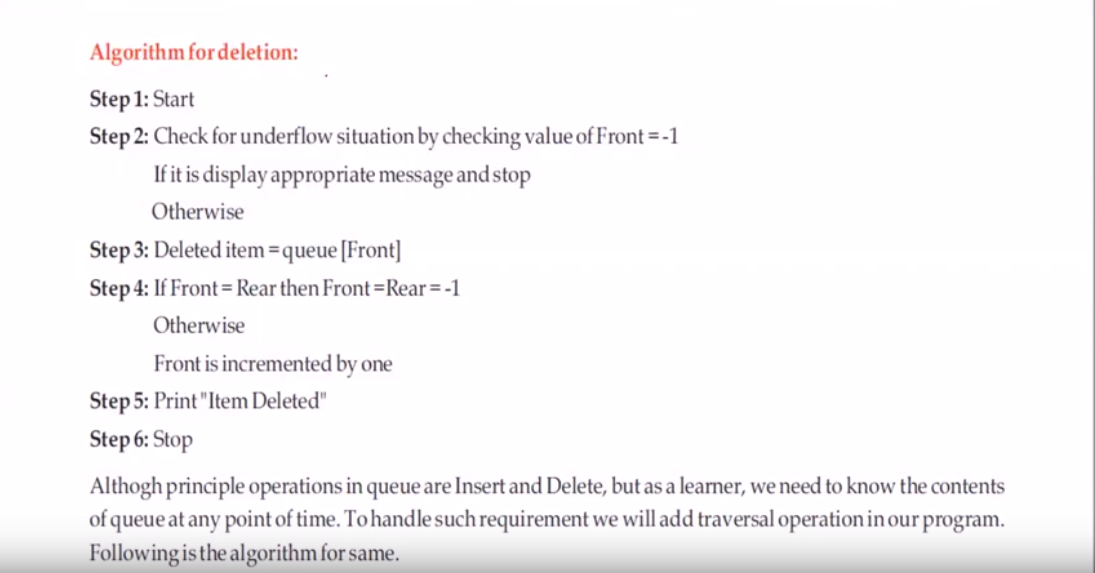 Algorithm for deletion:
Step 1: Start
Step 2: Check for underflow situation by checking value of Front = -1
If it is display appropriate message and stop
Otherwise
Step 3: Deleted item = queue [Front]
Step 4: If Front = Rear then Front =Rear = -1
Otherwise
Front is incremented by one
Step 5: Print "Item Deleted"
Step 6: Stop
Althogh principle operations in queue are Insert and Delete, but as a learner, we need to know the contents
of queue at any point of time. To handle such requirement we will add traversal operation in our program.
Following is the algorithm for same.